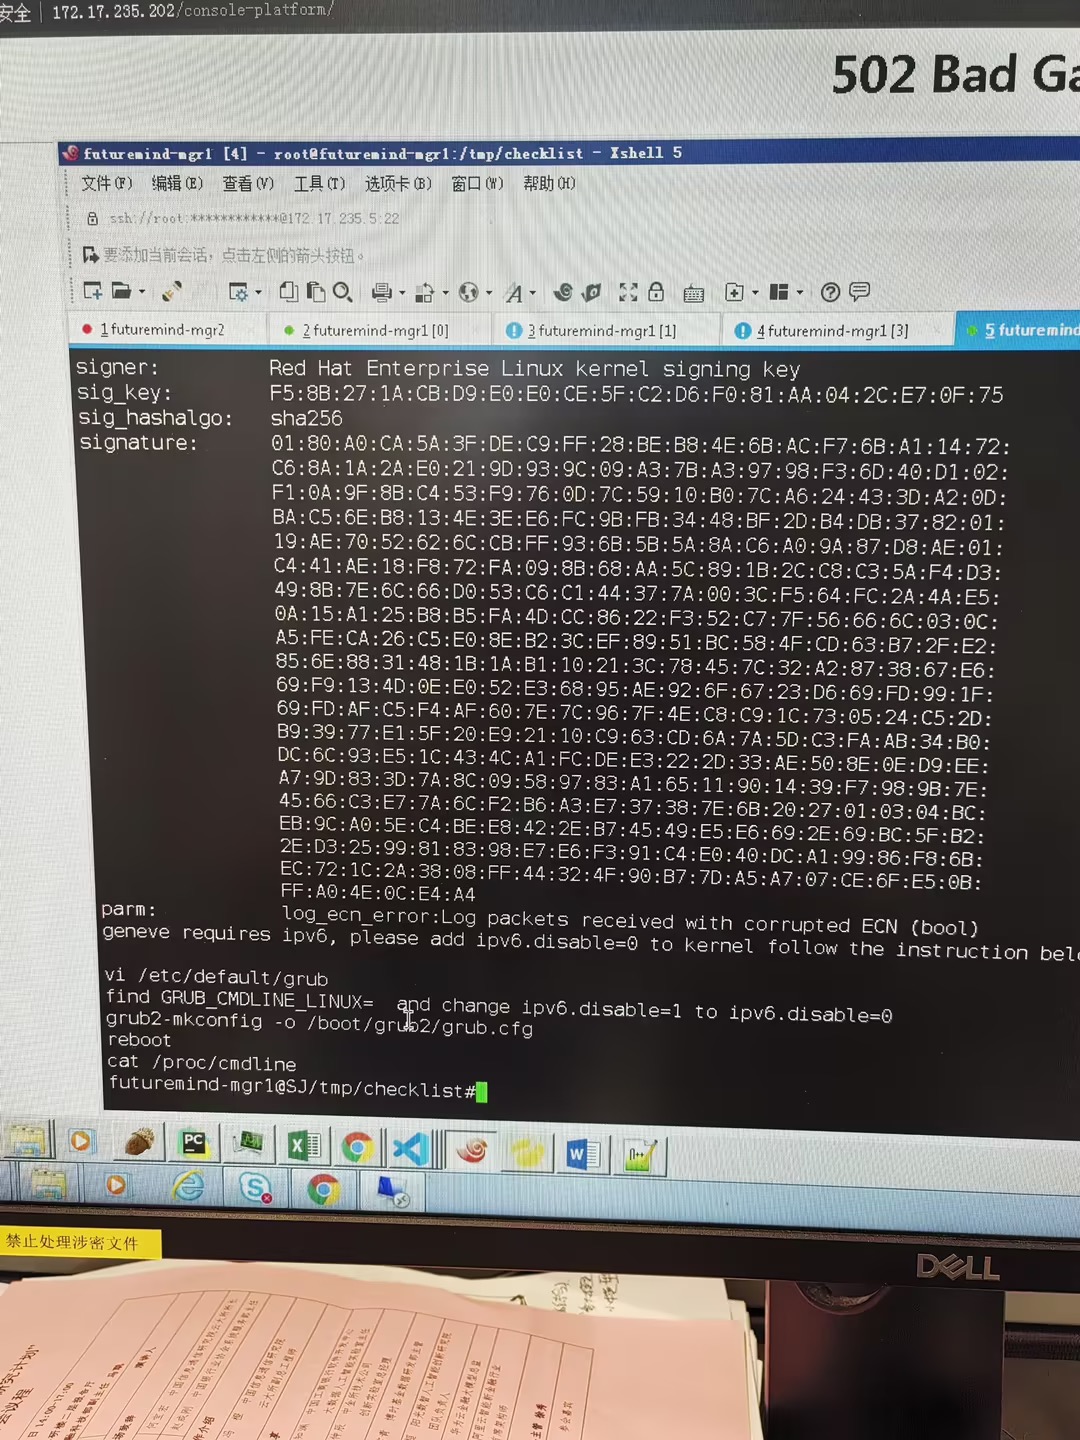 安全 172.17.235.202/console-platform/
502 Bad Ga
futuremind-mgr1 [4] - root@futuremind-mgr1:/tmp/checklist - Xshell 5
文件(F) 编辑(E) 查看(V) 工具(T) 选项卡(B) 窗口(W) 帮助(H)
ssh://root:************@172.17.235.5:22
要添加当前会话，点击左侧的箭头按钮。
1 futuremind-mgr2 2 futuremind-mgr1 [0] 3 futuremind-mgr1 [1] 4 futuremind-mgr1 [3] 5 futuremind
signer: Red Hat Enterprise Linux kernel signing key
sig_key: F5:8B:27:1A:CB:D9:E0:E0:CE:5F:C2:D6:F0:81:AA:04:2C:E7:0F:75
sig_hashalgo: sha256
signature: 01:80:A0:CA:5A:3F:DE:C9:FF:28:BE:B8:4E:6B:AC:F7:6B:A1:14:72:
C6:8A:1A:2A:E0:21:9D:93:9C:09:A3:7B:A3:97:98:F3:6D:40:D1:02:
F1:0A:9F:8B:C4:53:F9:76:0D:7C:59:10:B0:7C:A6:24:43:3D:A2:0D:
BA:C5:6E:B8:13:4E:3E:E6:FC:9B:FB:34:48:BF:2D:B4:DB:37:82:01:
19:AE:70:52:62:6C:CB:FF:93:6B:5B:5A:8A:C6:A0:9A:87:D8:AE:01:
C4:41:AE:18:F8:72:FA:09:8B:68:AA:5C:89:1B:2C:C8:C3:5A:F4:D3:
49:8B:7E:6C:66:D0:53:C6:C1:44:37:7A:00:3C:F5:64:FC:2A:4A:E5:
0A:15:A1:25:B8:B5:FA:4D:CC:86:22:F3:52:C7:7F:56:66:6C:03:0C:
A5:FE:CA:26:C5:E0:8E:B2:3C:EF:89:51:BC:58:4F:CD:63:B7:2F:E2:
85:6E:88:31:48:1B:1A:B1:10:21:3C:78:45:7C:32:A2:87:38:67:E6:
69:F9:13:4D:0E:E0:52:E3:68:95:AE:92:6F:67:23:D6:69:FD:99:1F:
69:FD:AF:C5:F4:AF:60:7E:7C:96:7F:4E:C8:C9:1C:73:05:24:C5:2D:
B9:39:77:E1:5F:20:E9:21:10:C9:63:CD:6A:7A:5D:C3:FA:AB:34:B0:
DC:6C:93:E5:1C:43:4C:A1:FC:DE:E3:22:2D:33:AE:50:8E:0E:D9:EE:
A7:9D:83:3D:7A:8C:09:58:97:83:A1:65:11:90:14:39:F7:98:9B:7E:
45:66:C3:E7:7A:6C:F2:B6:A3:E7:37:38:7E:6B:20:27:01:03:04:BC:
EB:9C:A0:5E:C4:BE:E8:42:2E:B7:45:49:E5:E6:69:2E:69:BC:5F:B2:
2E:D3:25:99:81:83:98:E7:E6:F3:91:C4:E0:40:DC:A1:99:86:F8:6B:
EC:72:1C:2A:38:08:FF:44:32:4F:90:B7:7D:A5:A7:07:CE:6F:E5:0B:
FF:A0:4E:0C:E4:A4
parm: log_ecn_error:Log packets received with corrupted ECN (bool)
geneve requires ipv6, please add ipv6.disable=0 to kernel follow the instruction belo
vi /etc/default/grub
find GRUB_CMDLINE_LINUX= and change ipv6.disable=1 to ipv6.disable=0
grub2-mkconfig -o /boot/grub2/grub.cfg
reboot
cat /proc/cmdline
futuremind-mgr1@SJ/tmp/checklist#
禁止处理涉密文件
DELL